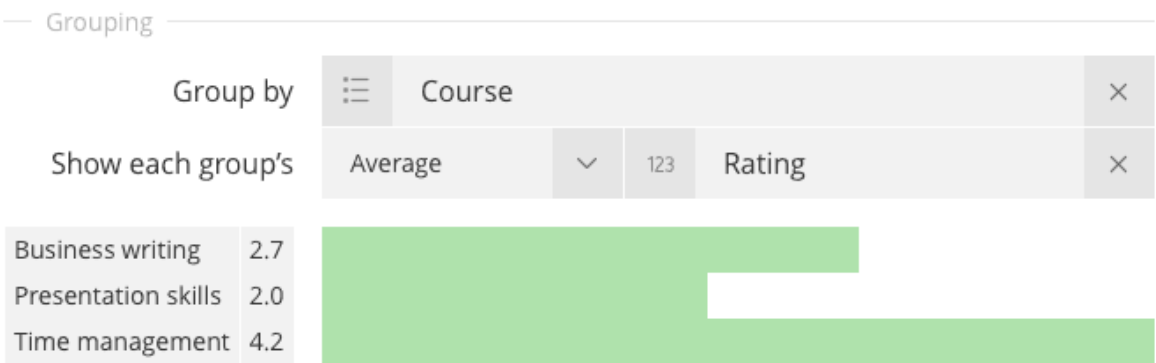 Grouping
Group by Course ×
Show each group’s Average 123 Rating ×
Business writing 2.7
Presentation skills 2.0
Time management 4.2